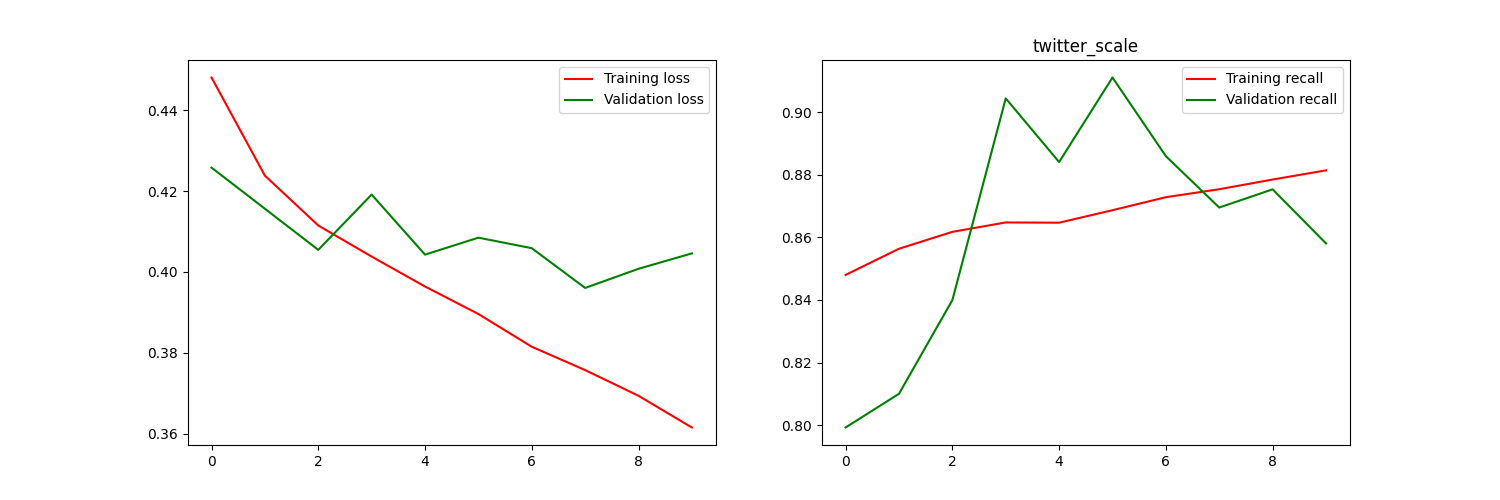 Training loss
Validation loss
0.44
0.42
0.40
0.38
0.36
0 2 4 6 8
twitter_scale
Training recall
Validation recall
0.90
0.88
0.86
0.84
0.82
0.80
0 2 4 6 8